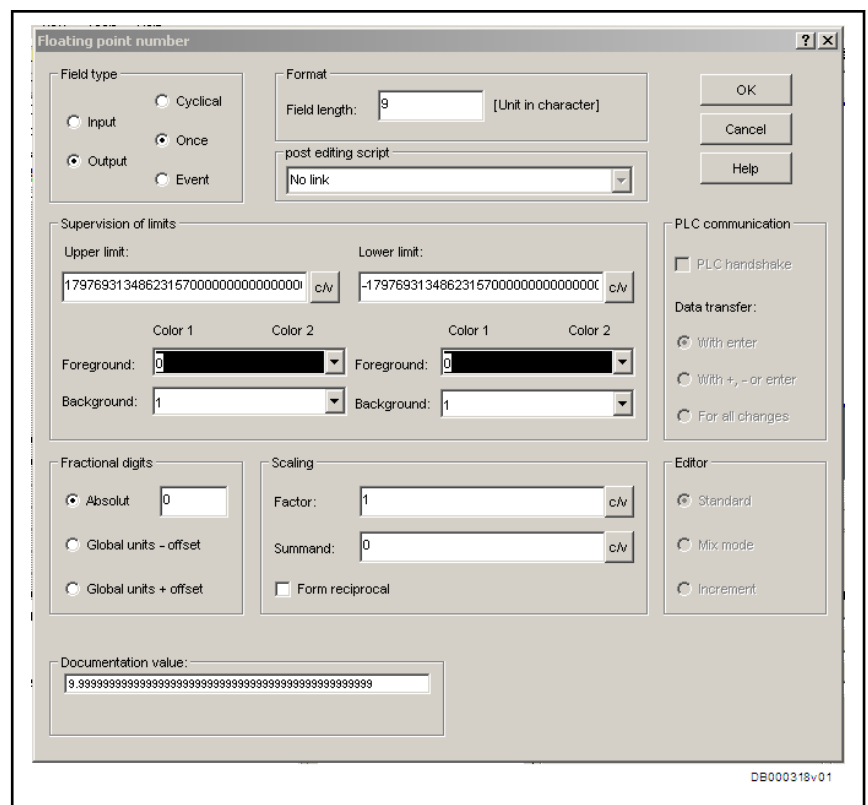 Floating point number
Field type
Input
Output
Cyclical
Once
Event
Format
Field length: 9 [Unit in character]
post editing script
No link
OK
Cancel
Help
Supervision of limits
Upper limit:
c/v
Lower limit:
c/v
Color 1 Color 2
Color 1 Color 2
Foreground: 0
Foreground: 0
Background: 1
Background: 1
PLC communication
PLC handshake
Data transfer:
With enter
With +, - or enter
For all changes
Fractional digits
Absolut 0
Global units - offset
Global units + offset
Scaling
Factor: 1 c/v
Summand: 0 c/v
Form reciprocal
Editor
Standard
Mix mode
Increment
Documentation value:
DB000318v01